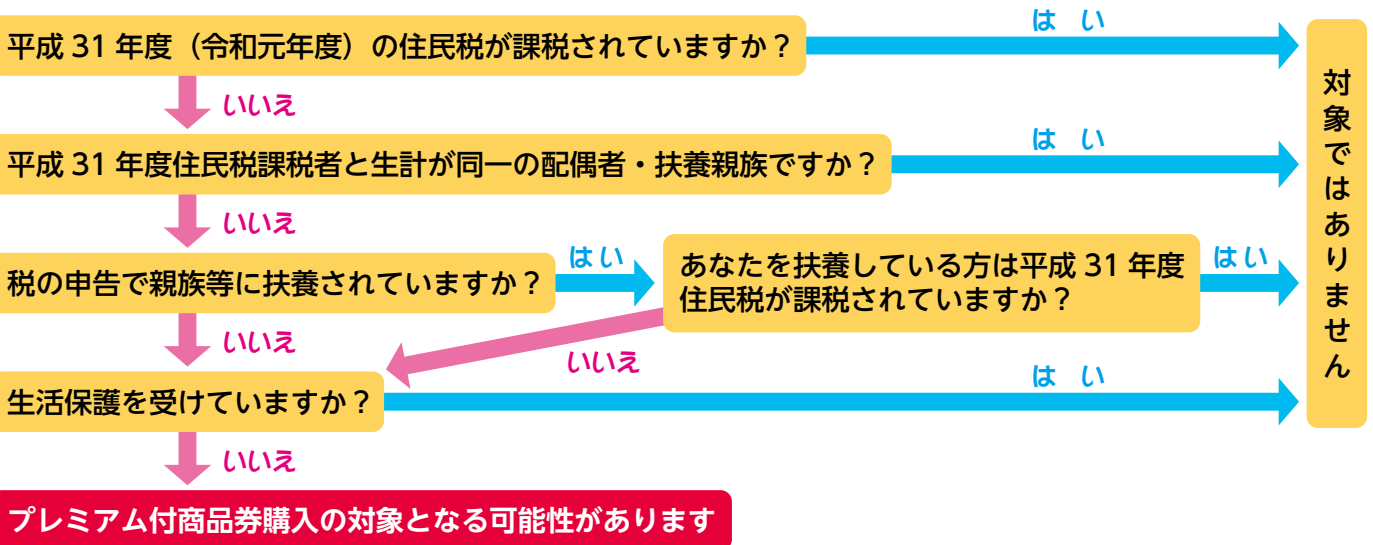 平成 31 年度（令和元年度）の住民税が課税されていますか？
は い
いいえ
平成 31 年度住民税課税者と生計が同一の配偶者・扶養親族ですか？
は い
いいえ
税の申告で親族等に扶養されていますか？
はい
あなたを扶養している方は平成 31 年度
住民税が課税されていますか？
はい
いいえ
いいえ
生活保護を受けていますか？
は い
いいえ
プレミアム付商品券購入の対象となる可能性があります
対象ではありません